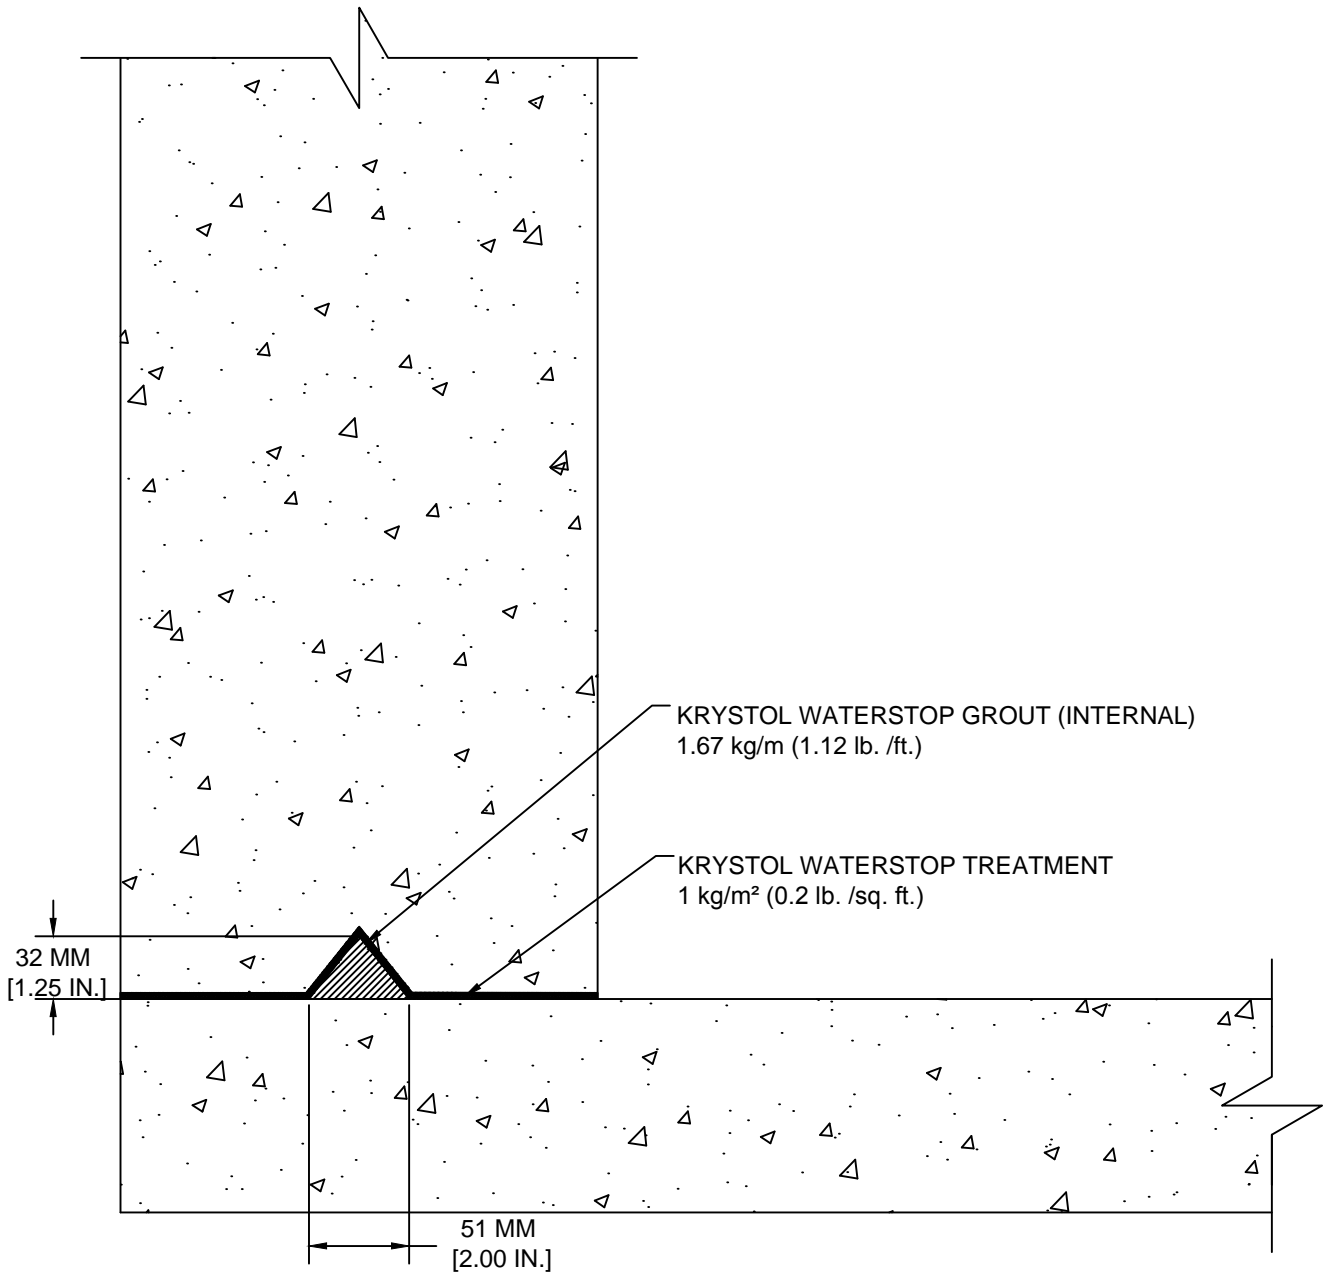 KRYSTOL WATERSTOP GROUT (INTERNAL)
1.67 kg/m (1.12 lb. /ft.)
KRYSTOL WATERSTOP TREATMENT
1 kg/m² (0.2 lb. /sq. ft.)
32 MM
[1.25 IN.]
51 MM
[2.00 IN.]